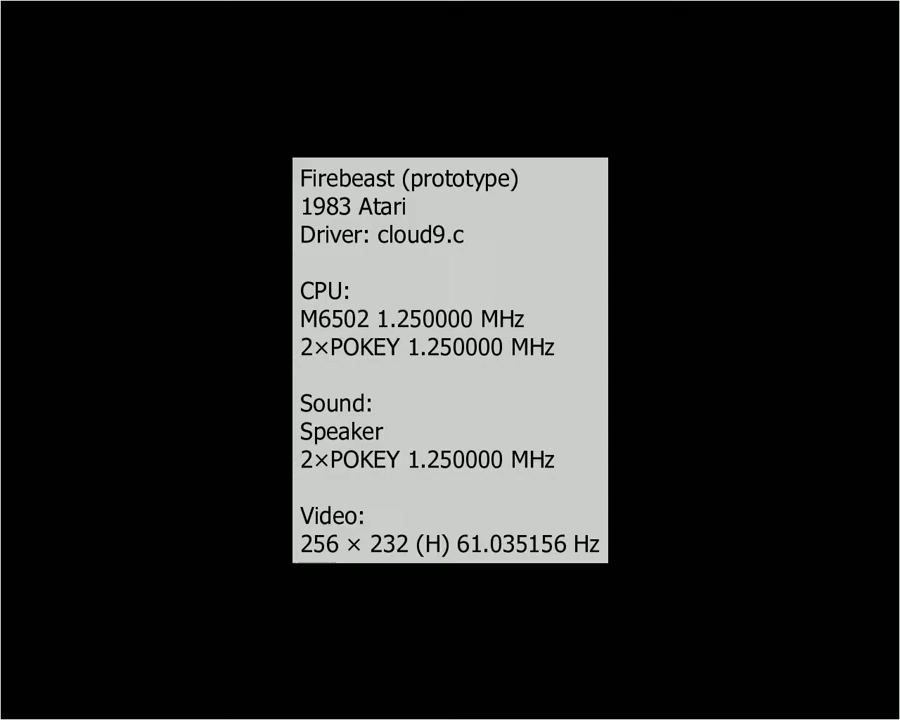 Firebeast (prototype)
1983 Atari
Driver: cloud9.c
CPU:
M6502 1.250000 MHz
2×POKEY 1.250000 MHz
Sound:
Speaker
2×POKEY 1.250000 MHz
Video:
256 × 232 (H) 61.035156 Hz